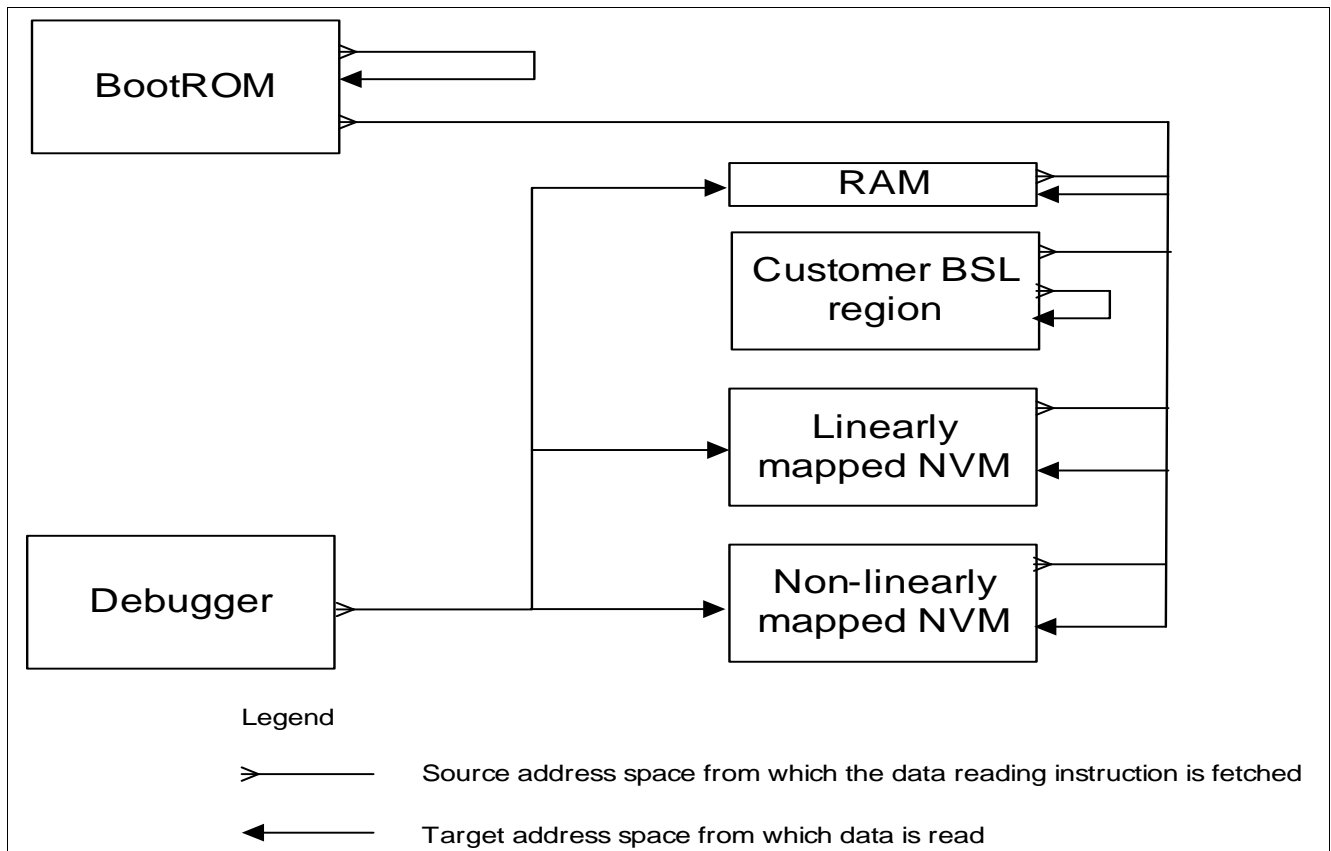 BootROM
RAM
Customer BSL
region
Linearly
mapped NVM
Debugger
Non-linearly
mapped NVM
Legend
Source address space from which the data reading instruction is fetched
Target address space from which data is read